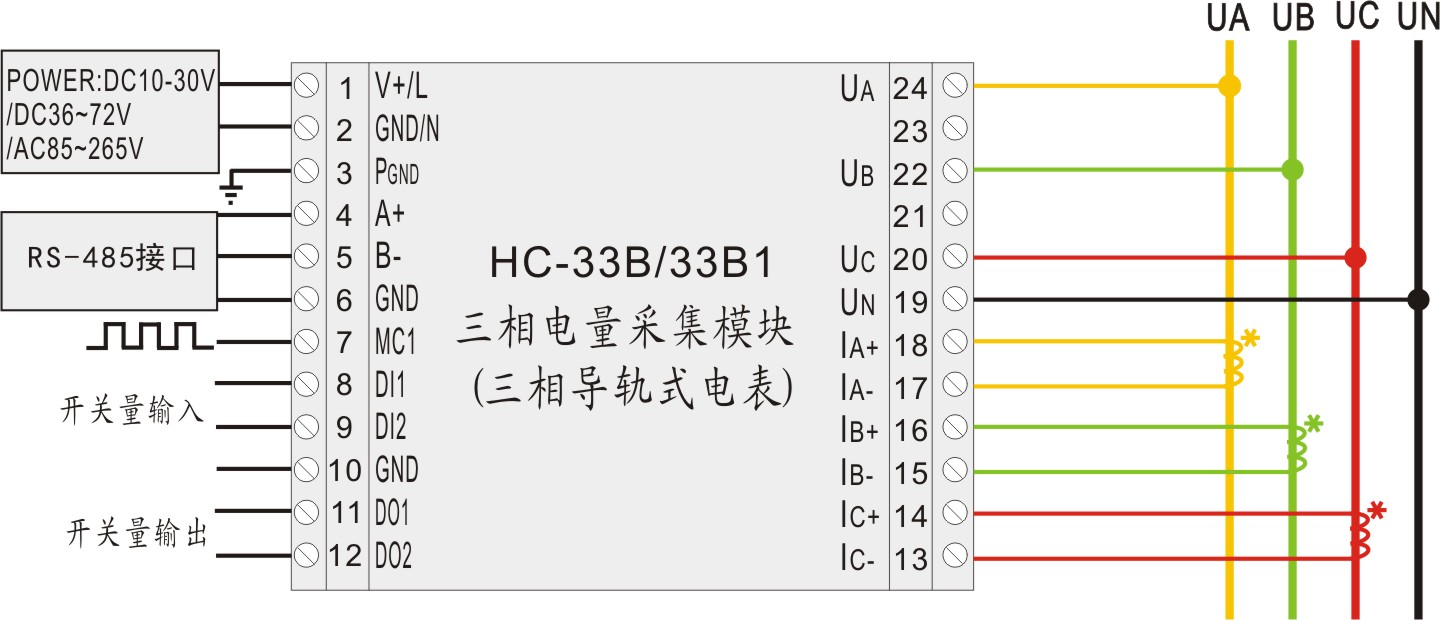 UA UB UC UN
POWER:DC10-30V
/DC36~72V
/AC85~265V
RS-485接口
开关量输入
开关量输出
1 V+/L
2 GND/N
3 PGND
4 A+
5 B-
6 GND
7 MC1
8 DI1
9 DI2
10 GND
11 DO1
12 DO2
HC-33B/33B1
三相电量采集模块
(三相导轨式电表)
UA 24
23
UB 22
21
UC 20
UN 19
IA+ 18
IA- 17
IB+ 16
IB- 15
IC+ 14
IC- 13
*
*
*